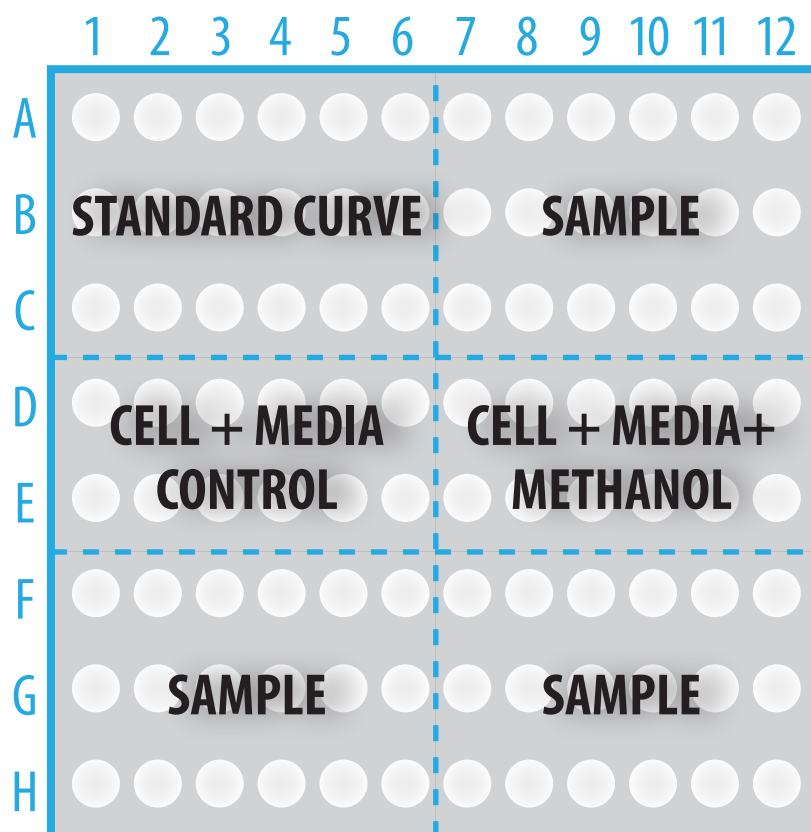 1 2 3 4 5 6 7 8 9 10 11 12
A
B
STANDARD CURVE
SAMPLE
C
D
CELL + MEDIA
CONTROL
CELL + MEDIA+
METHANOL
E
F
G
SAMPLE
SAMPLE
H